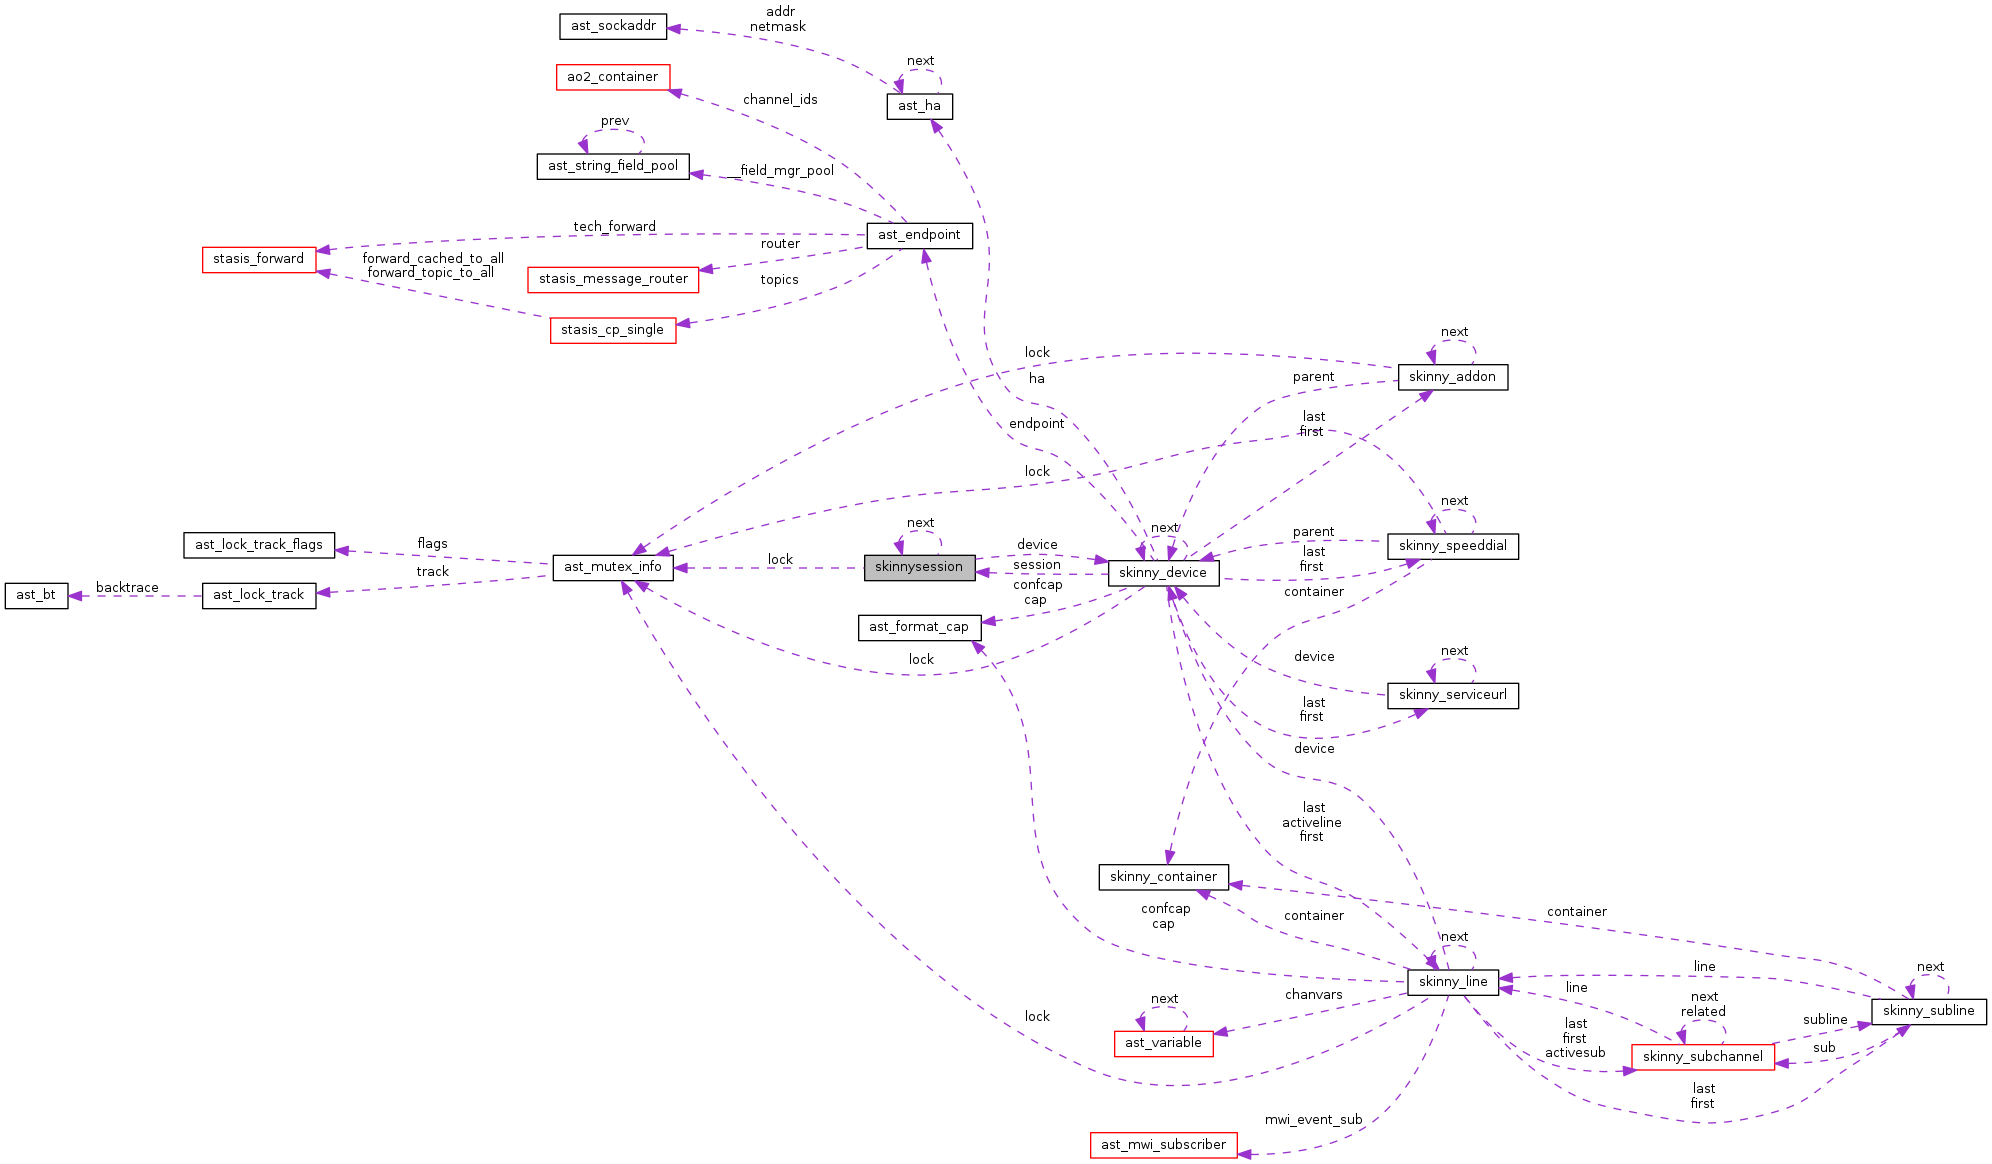 addr
netmask
ast_sockaddr
next
ao2_container
channel_ids
ast_ha
prev
ast_string_field_pool
__field_mgr_pool
tech_forward
ast_endpoint
router
stasis_forward
forward_cached_to_all
forward_topic_to_all
stasis_message_router
topics
stasis_cp_single
next
lock
ha
parent
skinny_addon
last
first
endpoint
lock
next
next
next
parent
skinny_speeddial
ast_lock_track_flags
flags
device
last
first
lock
ast_mutex_info
skinnysession
session
skinny_device
track
confcap
cap
container
backtrace
ast_bt
ast_lock_track
ast_format_cap
lock
next
device
skinny_serviceurl
last
first
device
last
activeline
first
skinny_container
confcap
cap
container
container
next
line
next
skinny_line
line
chanvars
next
next
related
skinny_subline
lock
subline
last
first
activesub
ast_variable
skinny_subchannel
sub
last
first
mwi_event_sub
ast_mwi_subscriber